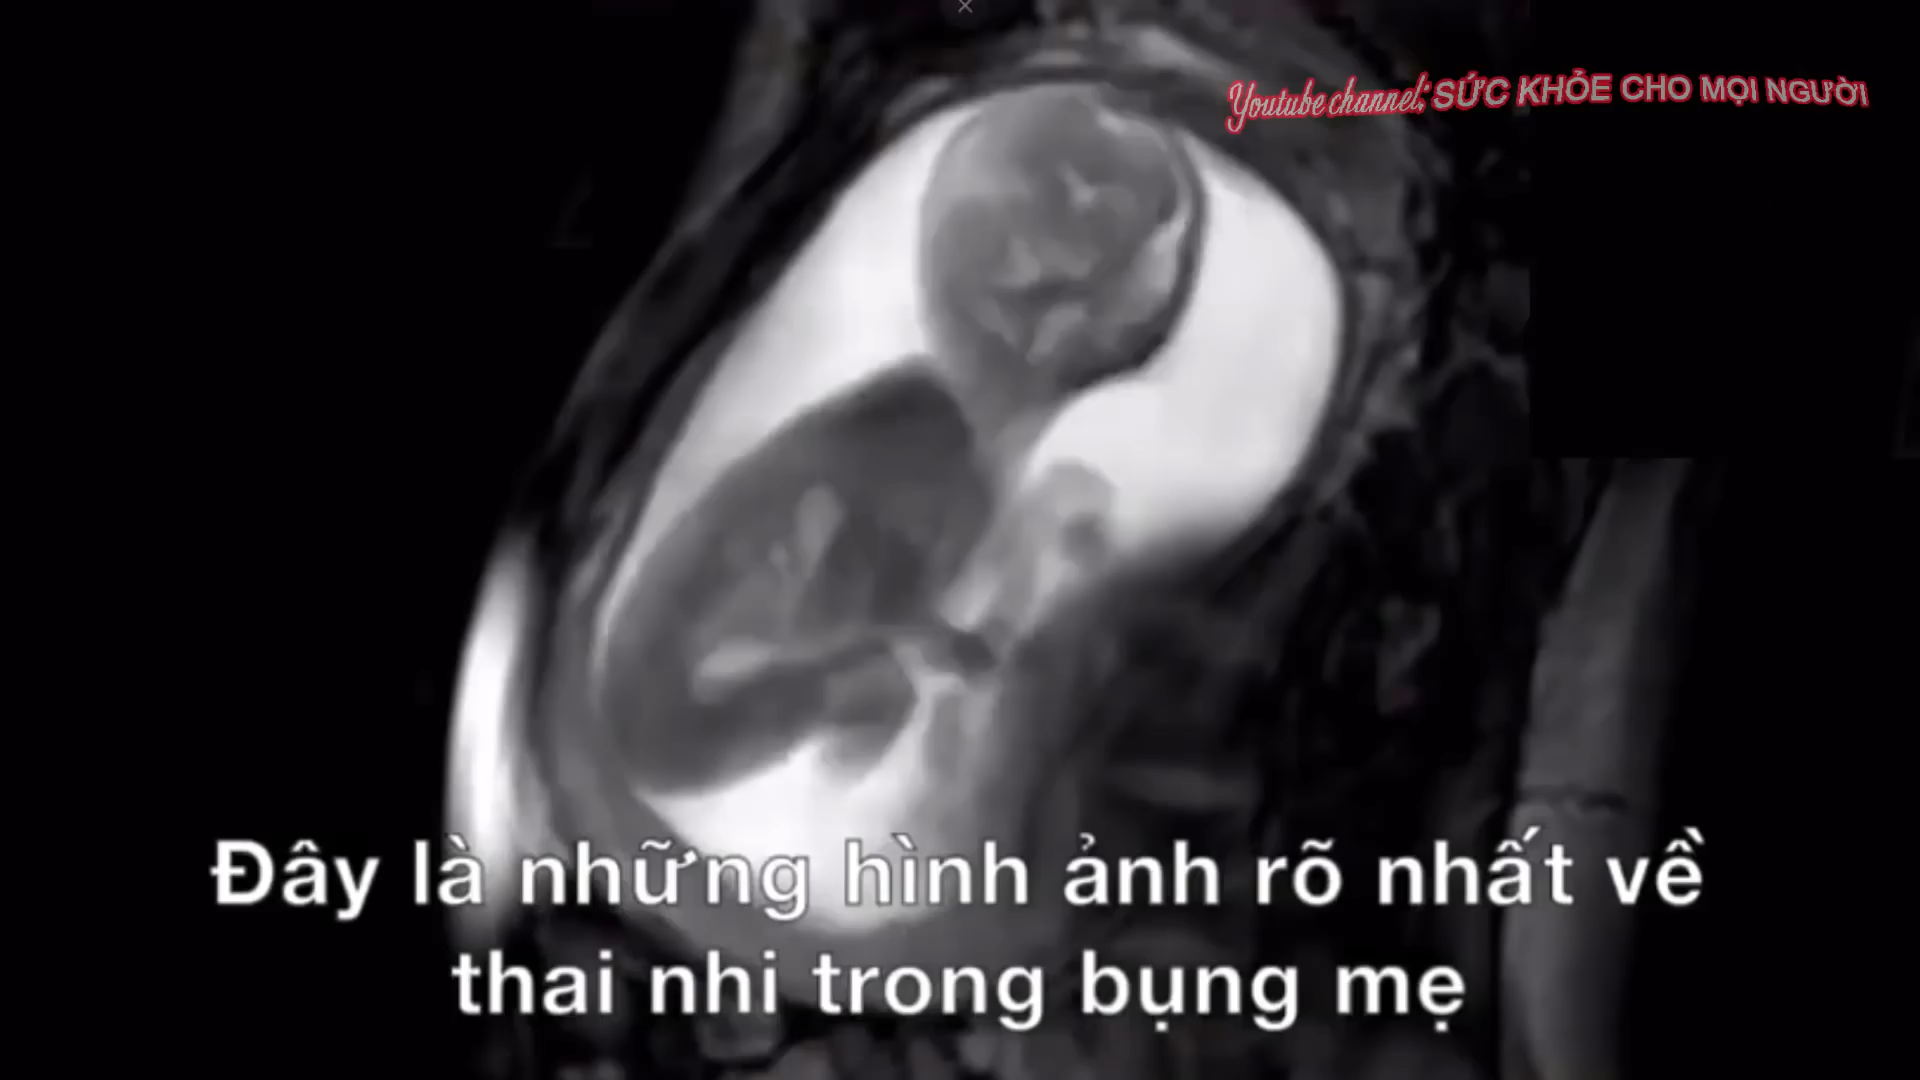 Youtube channel: SỨC KHỎE CHO MỌI NGƯỜI
Đây là những hình ảnh rõ nhất về
thai nhi trong bụng mẹ